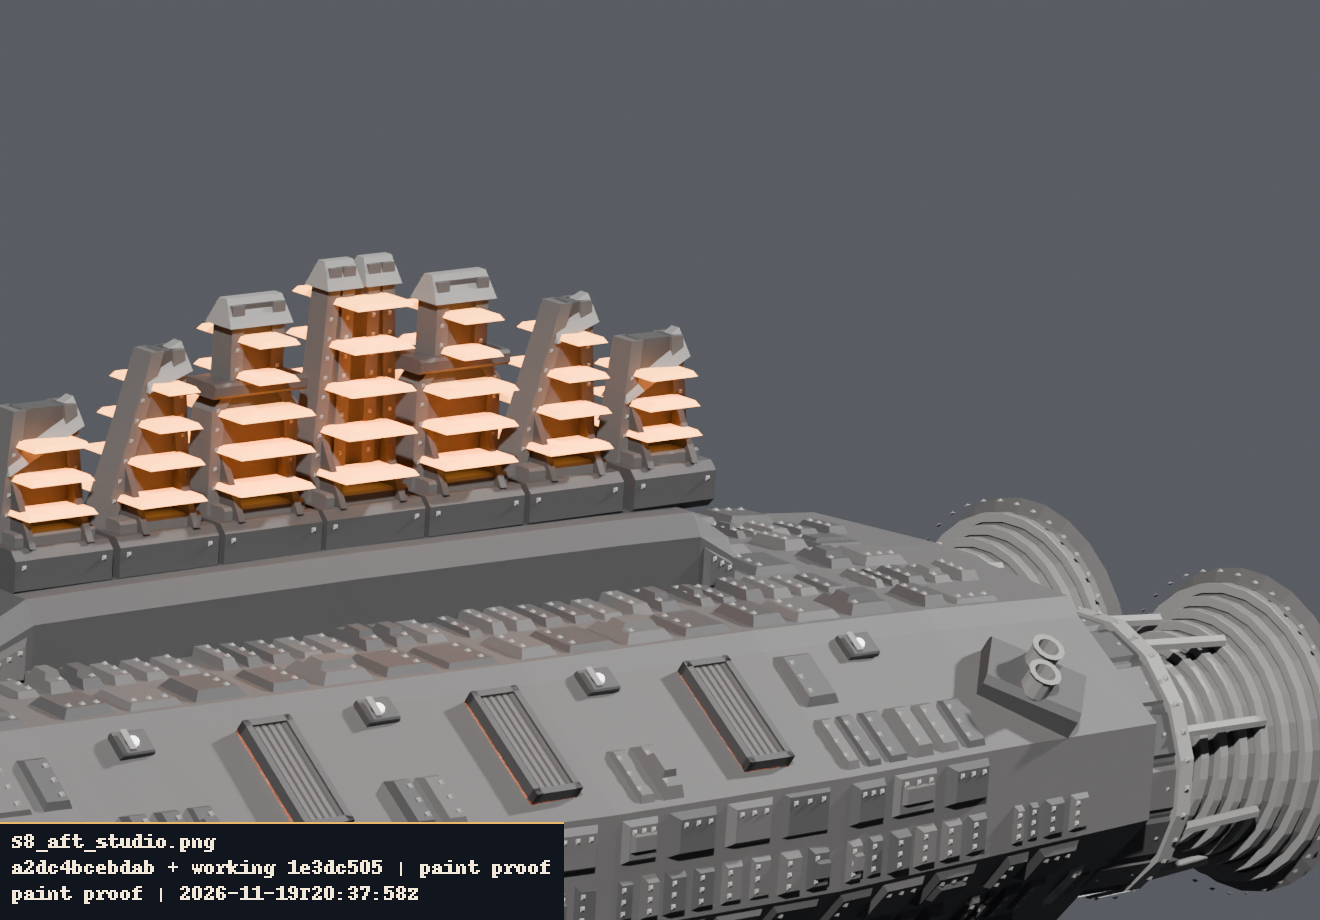 S8_aft_studio.png
a2dc4bcebdab + working 1e3dc505 | paint proof
paint proof | 2026-11-19T20:37:58Z